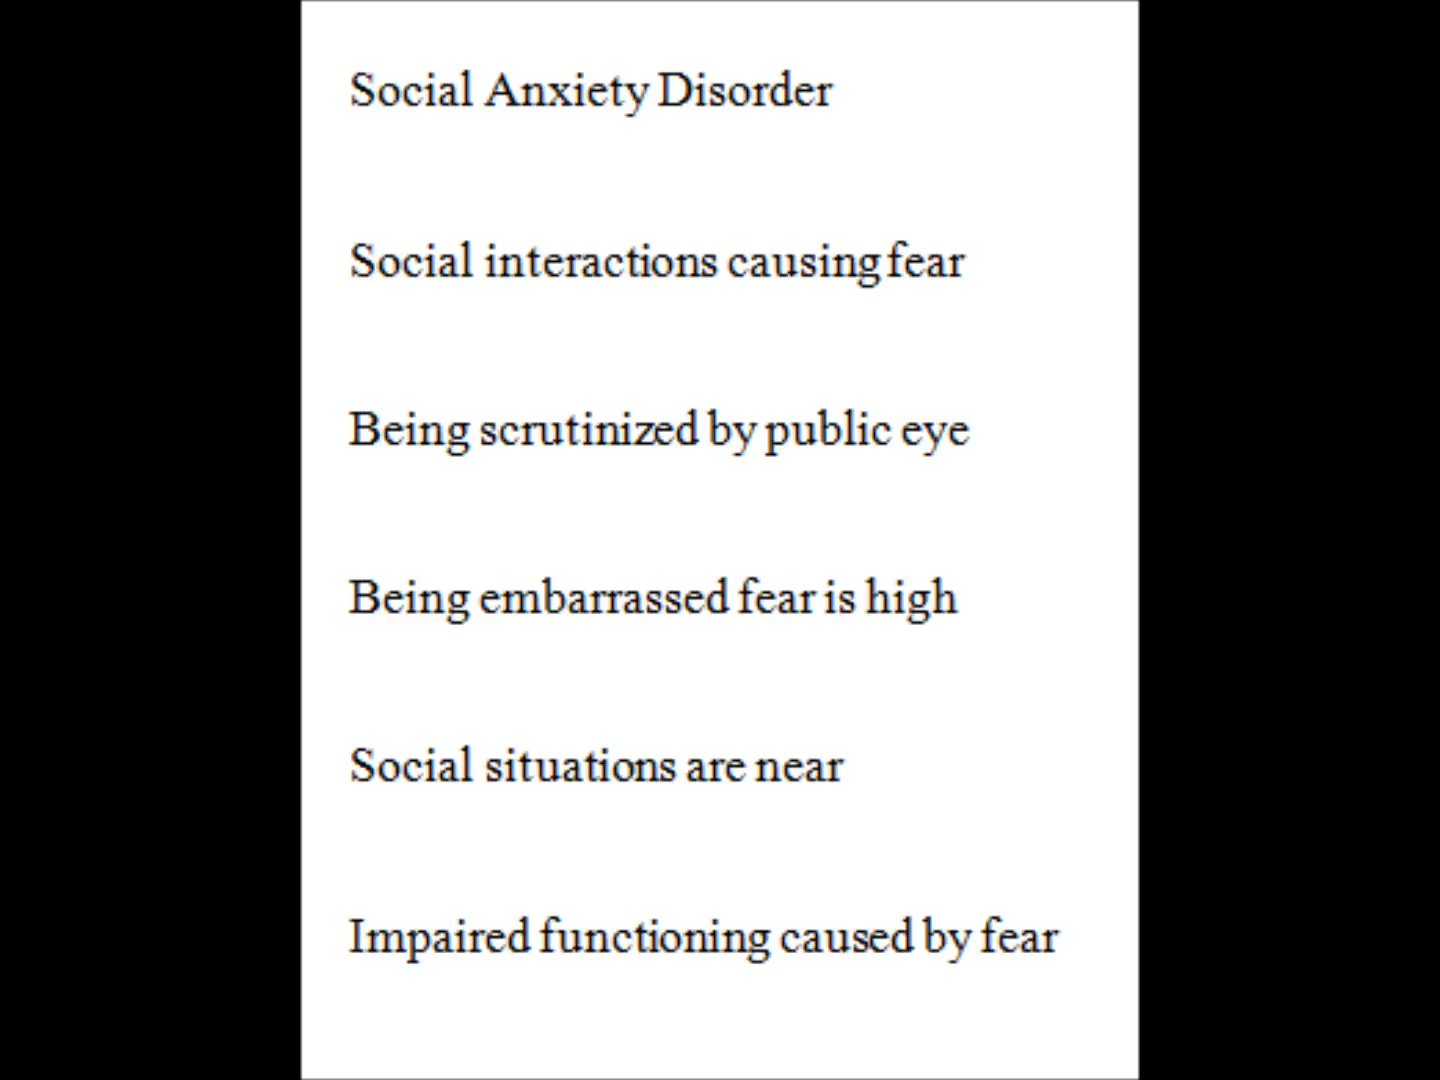 Social Anxiety Disorder
Social interactions causing fear
Being scrutinized by public eye
Being embarrassed fear is high
Social situations are near
Impaired functioning caused by fear